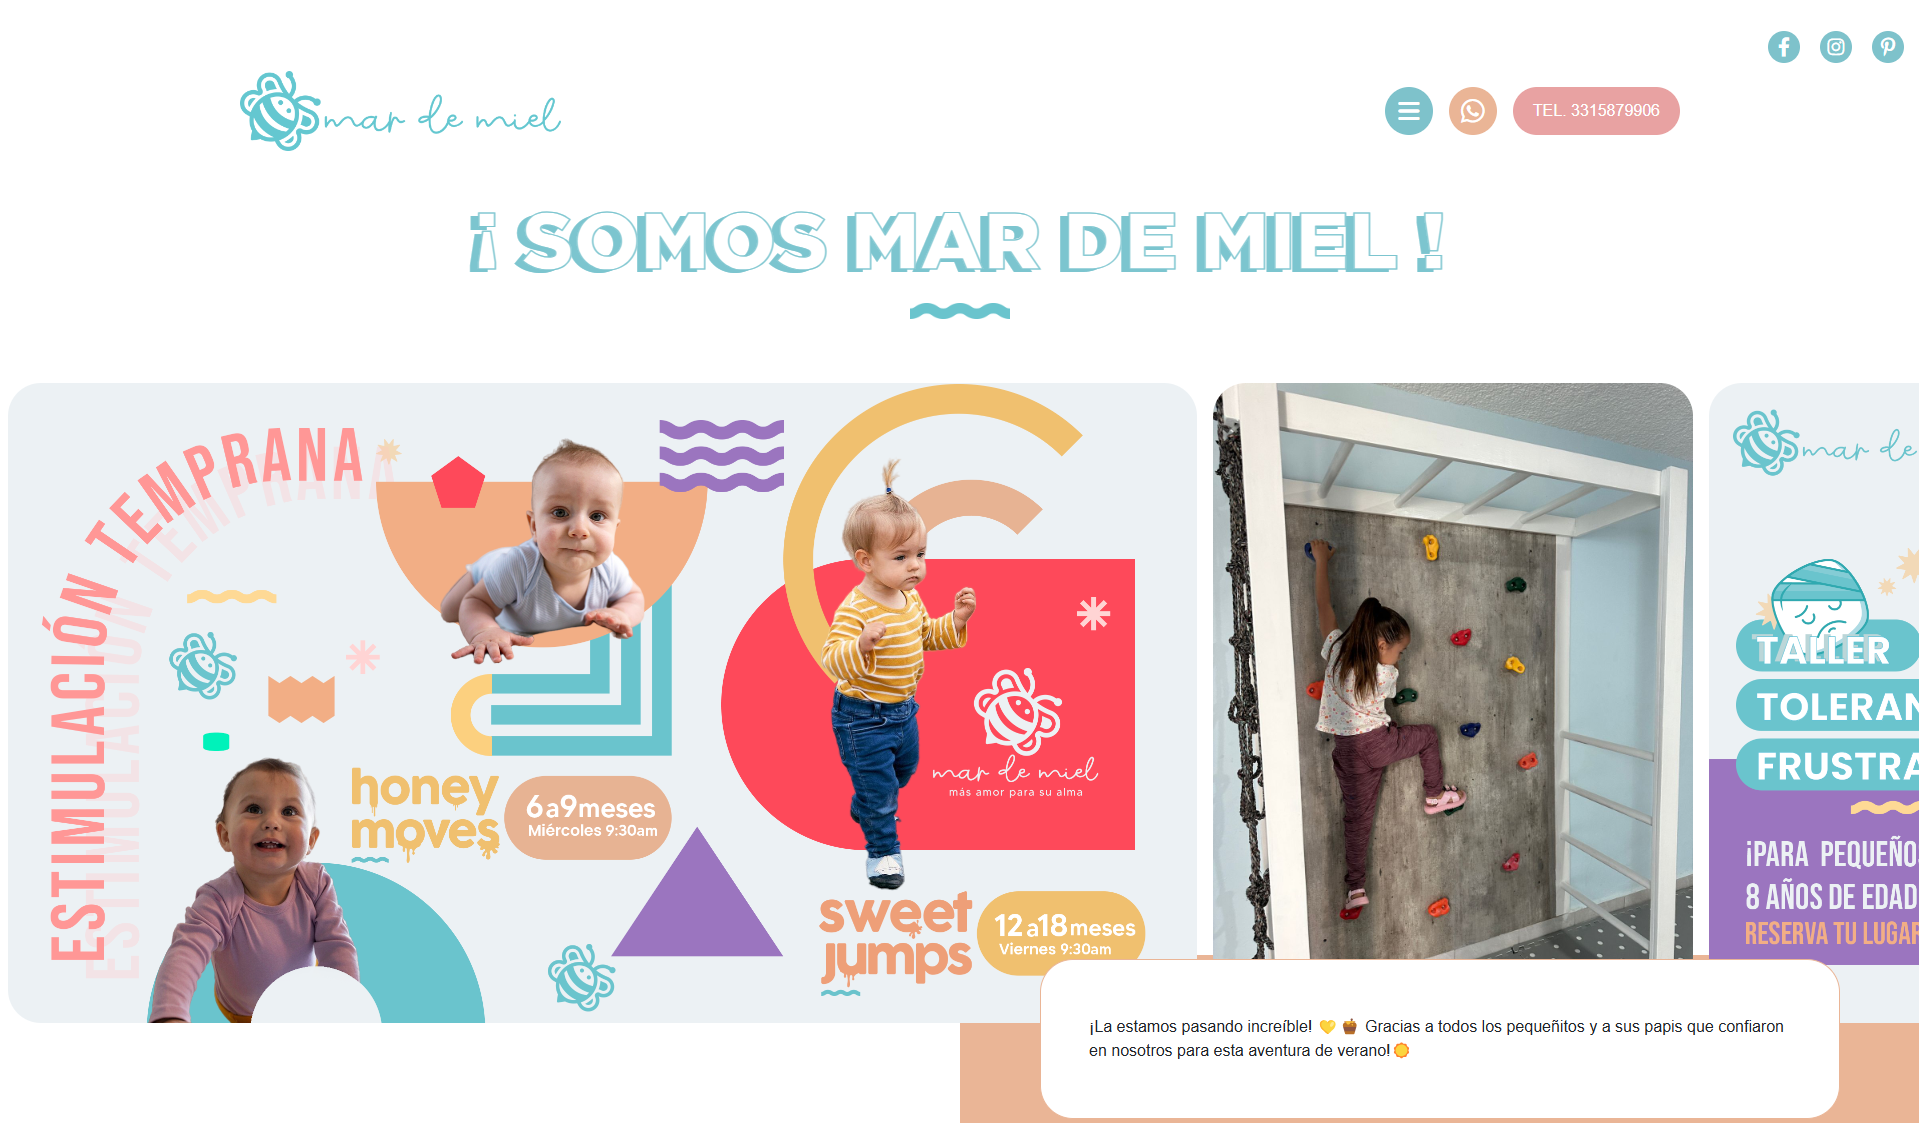 mar de miel
TEL. 3315879906
¡ SOMOS MAR DE MIEL !
ESTIMULACIÓN TEMPRANA
honey
moves
6 a 9 meses
Miércoles 9:30am
mar de miel
más amor para su alma
sweet
jumps
12 a 18 meses
Viernes 9:30am
mar de
TALLER
TOLERAN
FRUSTRA
¡PARA PEQUEÑO
8 AÑOS DE EDAD
RESERVA TU LUGAR
¡La estamos pasando increíble! 💛 Gracias a todos los pequeñitos y a sus papis que confiaron
en nosotros para esta aventura de verano!